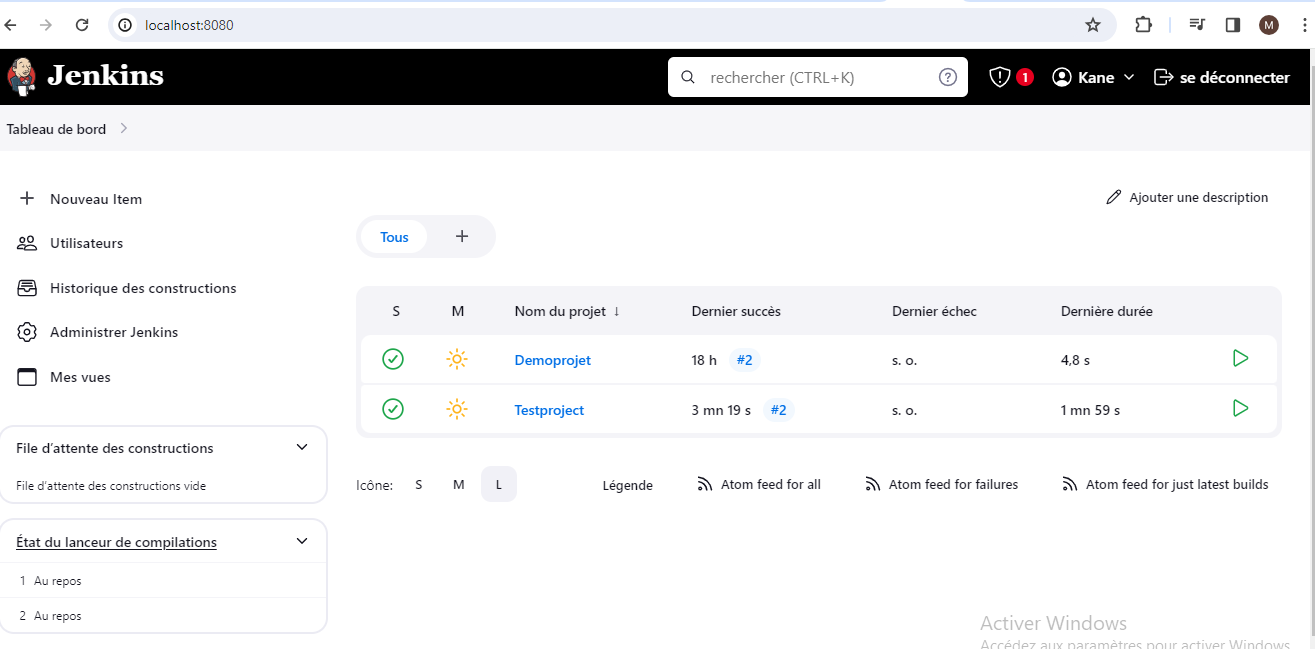 localhost:8080
M
Jenkins
rechercher (CTRL+K)
?
1
Kane
se déconnecter
Tableau de bord
Nouveau Item
Utilisateurs
Historique des constructions
Administrer Jenkins
Mes vues
File d'attente des constructions
File d'attente des constructions vide
État du lanceur de compilations
1 Au repos
2 Au repos
Ajouter une description
Tous
S M Nom du projet ↓ Dernier succès Dernier échec Dernière durée
Demoprojet 18 h #2 s. o. 4,8 s
Testproject 3 mn 19 s #2 s. o. 1 mn 59 s
Icône: S M L Légende Atom feed for all Atom feed for failures Atom feed for just latest builds
Activer Windows
Accédez aux paramètres pour activer Windows